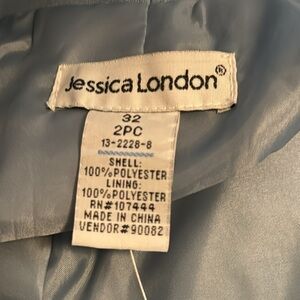 Jessica London®
32
2PC
13-2228-8
SHELL:
100%POLYESTER
LINING:
100%POLYESTER
RN#107444
MADE IN CHINA
VENDOR#90082